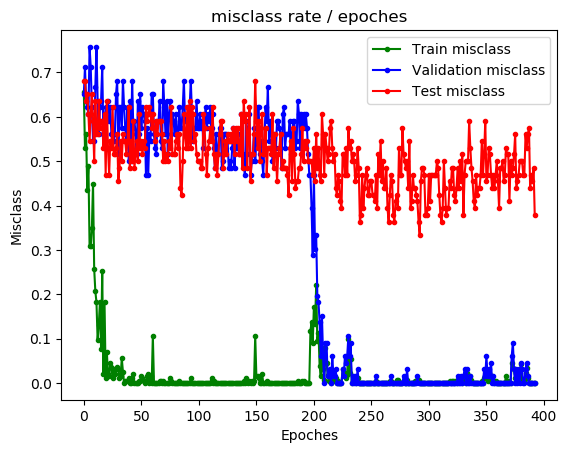 misclass rate / epoches
Train misclass
Validation misclass
Test misclass
Misclass
0.7
0.6
0.5
0.4
0.3
0.2
0.1
0.0
0 50 100 150 200 250 300 350 400
Epoches